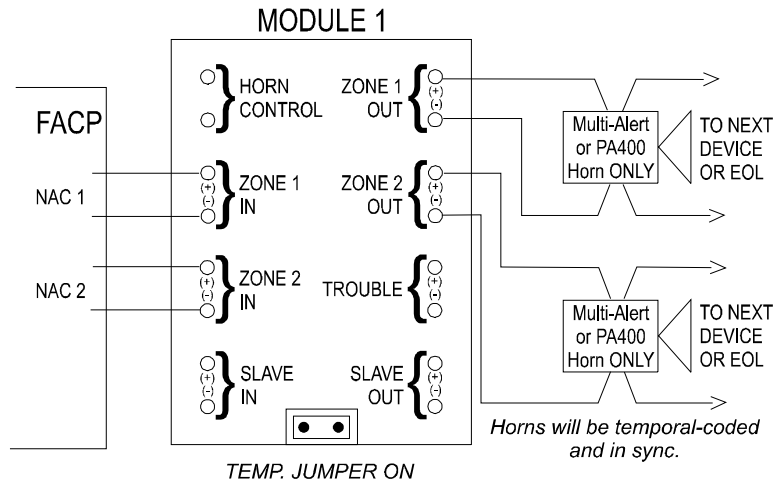 MODULE 1
FACP
NAC 1
NAC 2
HORN
CONTROL
(+)
(-)
ZONE 1
IN
(+)
(-)
ZONE 2
IN
(+)
(-)
SLAVE
IN
ZONE 1
OUT
(+)
(-)
ZONE 2
OUT
(+)
(-)
TROUBLE
(+)
(-)
SLAVE
OUT
(+)
(-)
Multi-Alert
or PA400
Horn ONLY
TO NEXT
DEVICE
OR EOL
Multi-Alert
or PA400
Horn ONLY
TO NEXT
DEVICE
OR EOL
Horns will be temporal-coded
and in sync.
TEMP. JUMPER ON